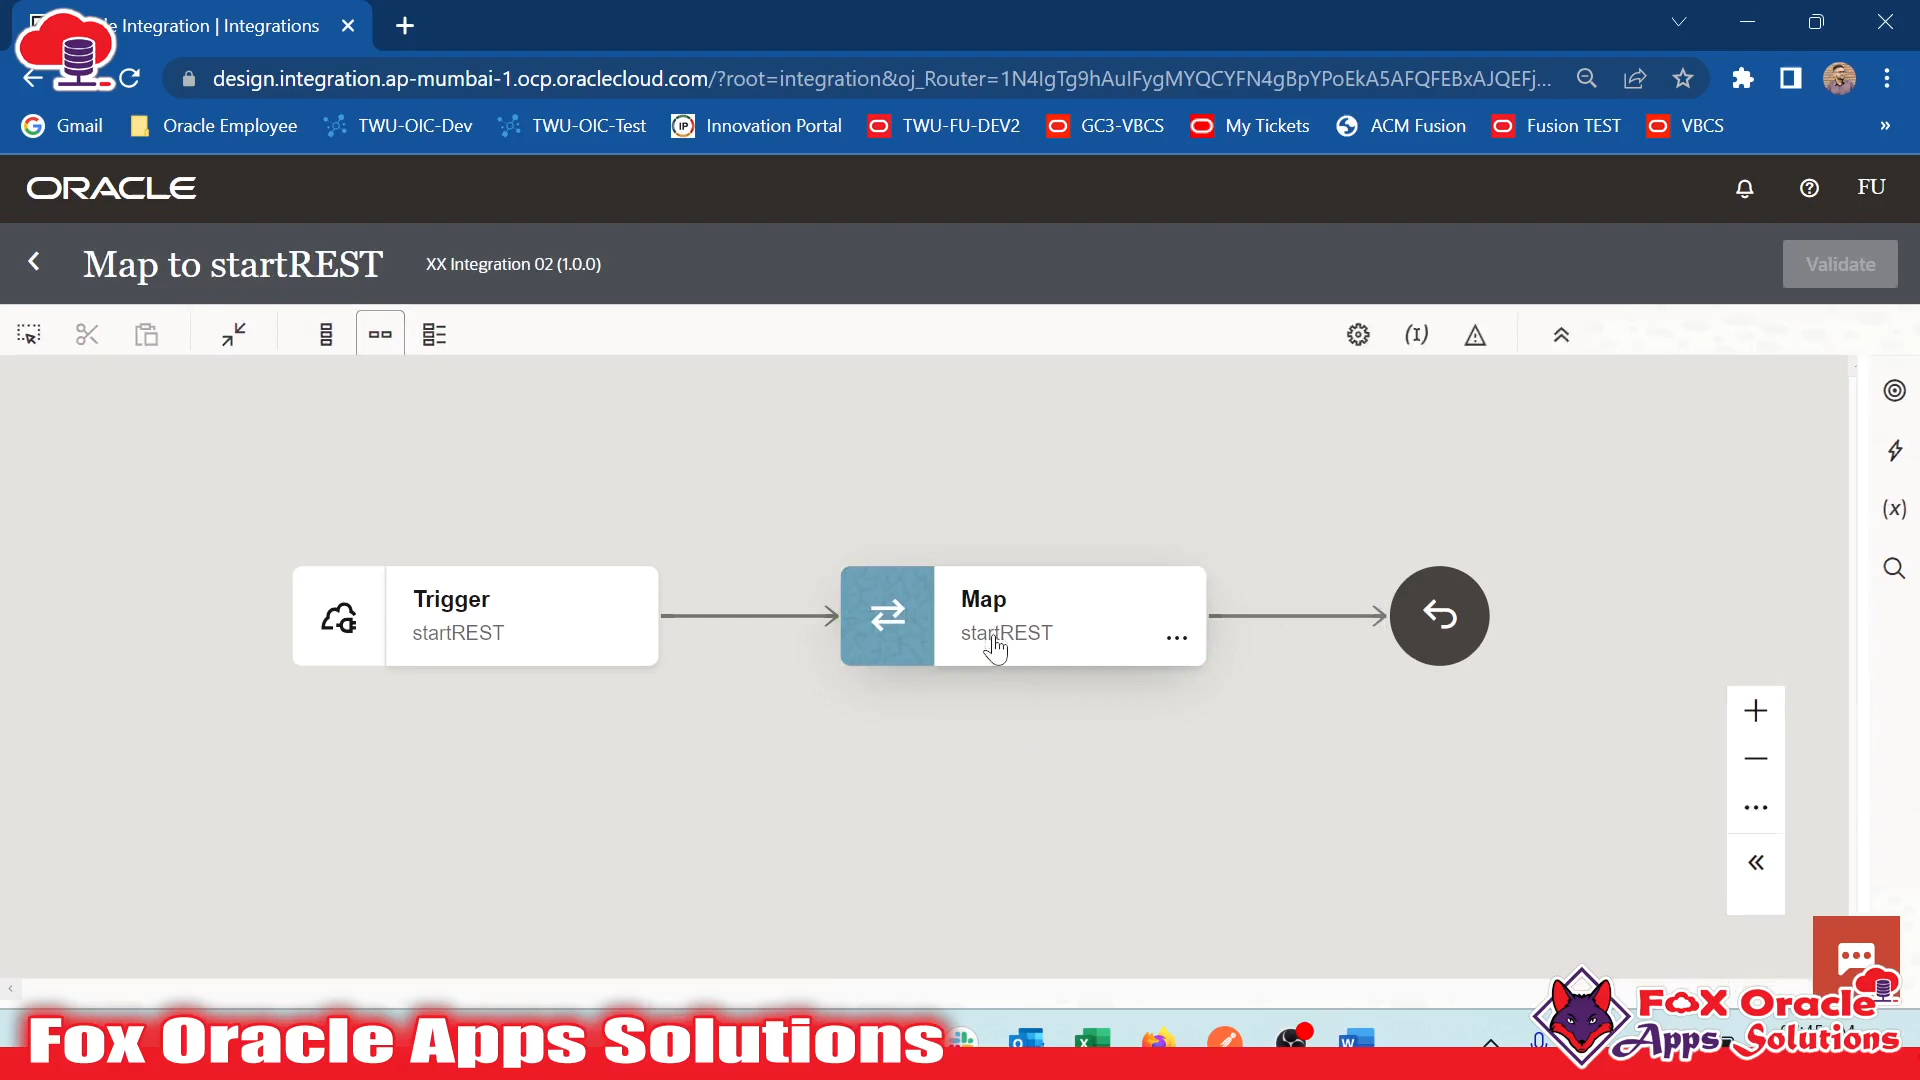 Integration | Integrations
design.integration.ap-mumbai-1.ocp.oraclecloud.com/?root=integration&oj_Router=1N4IgTg9hAuIFygMYQCYFN4gBpYPoEkA5AFQFEBxAJQEFj...
Gmail
Oracle Employee
TWU-OIC-Dev
TWU-OIC-Test
Innovation Portal
TWU-FU-DEV2
GC3-VBCS
My Tickets
ACM Fusion
Fusion TEST
VBCS
»
ORACLE
FU
Map to startREST
XX Integration 02 (1.0.0)
Validate
(I)
(x)
Trigger
startREST
Map
startREST
Fox Oracle Apps Solutions
FoX Oracle
Apps Solutions